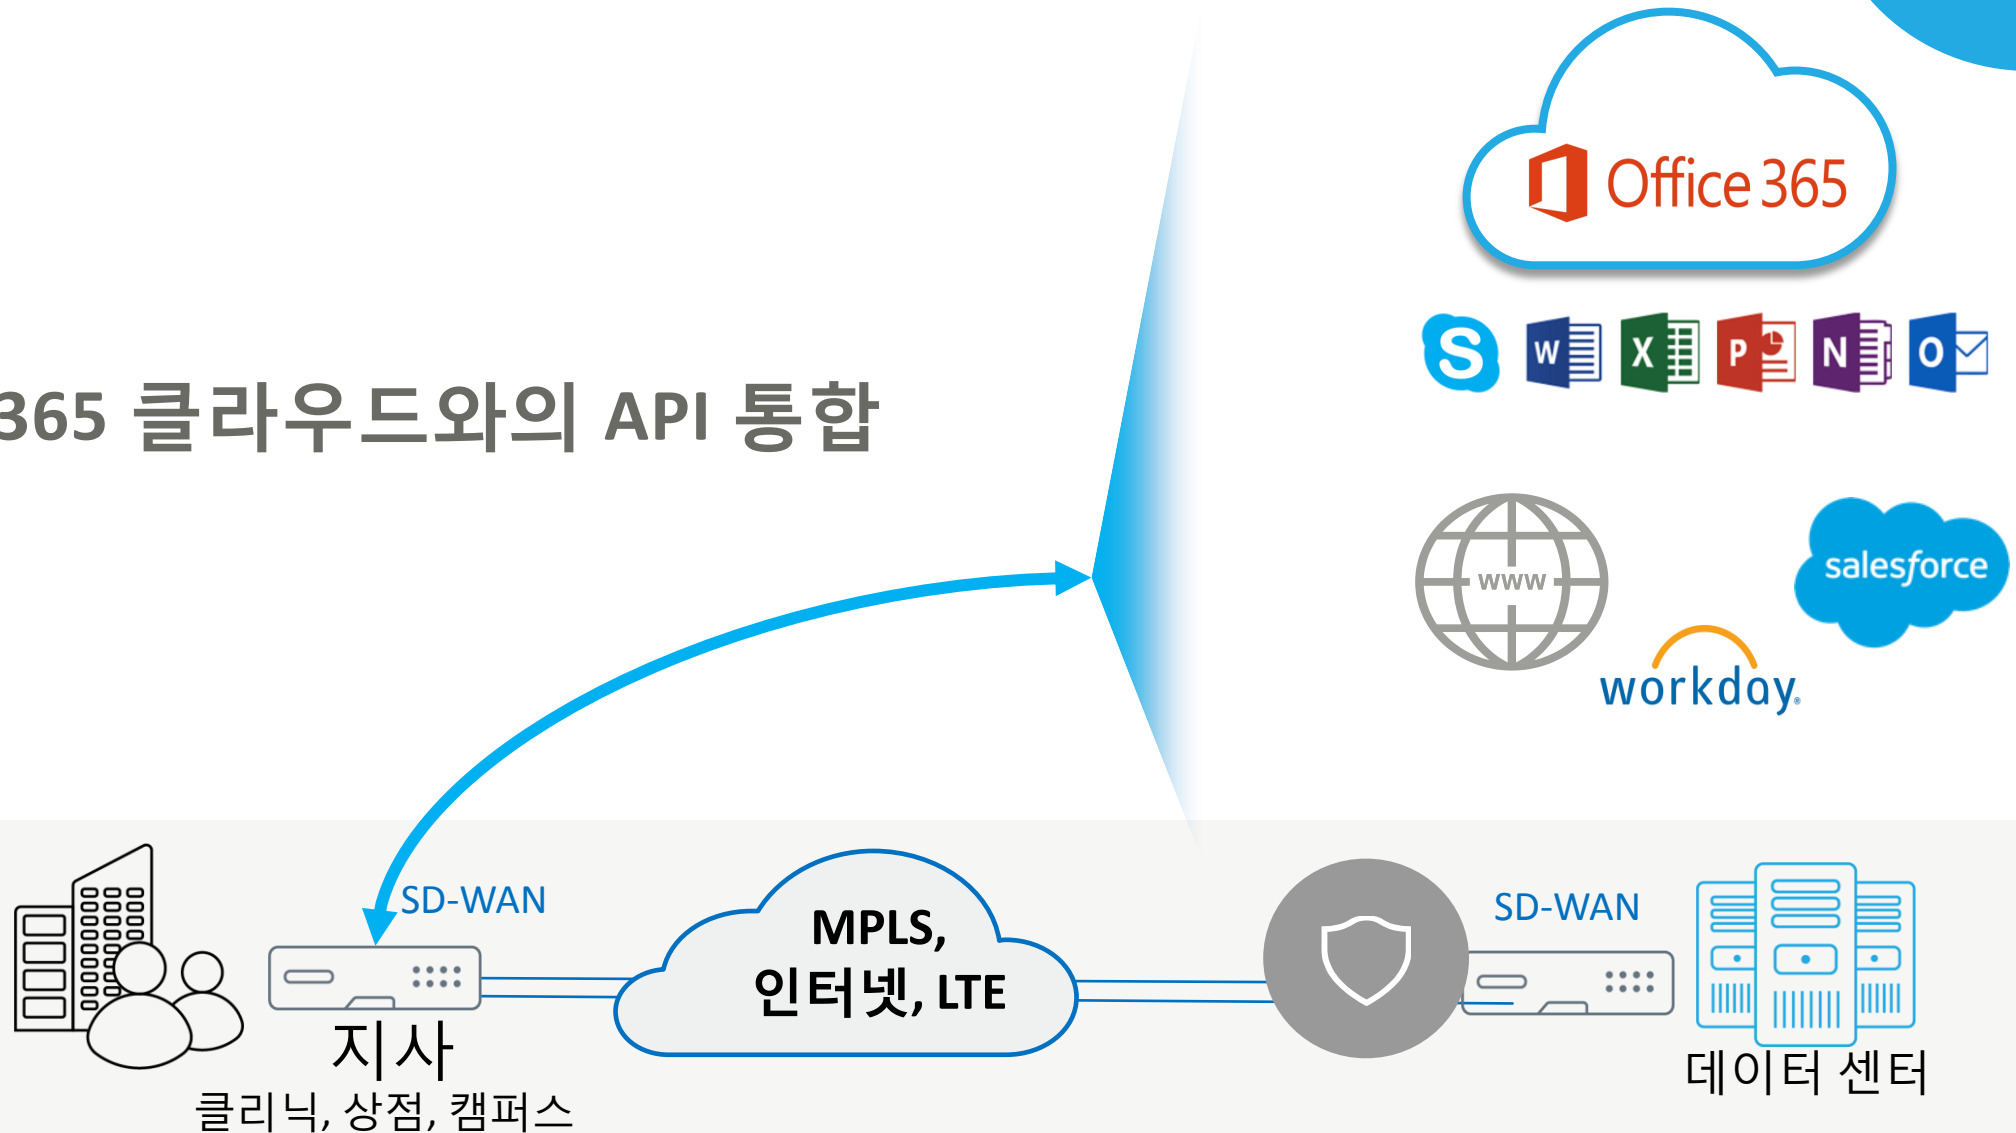 Office 365
S W X P N O
365 클라우드와의 API 통합
www
salesforce
workday
SD-WAN
MPLS,
인터넷, LTE
SD-WAN
지사
클리닉, 상점, 캠퍼스
데이터 센터